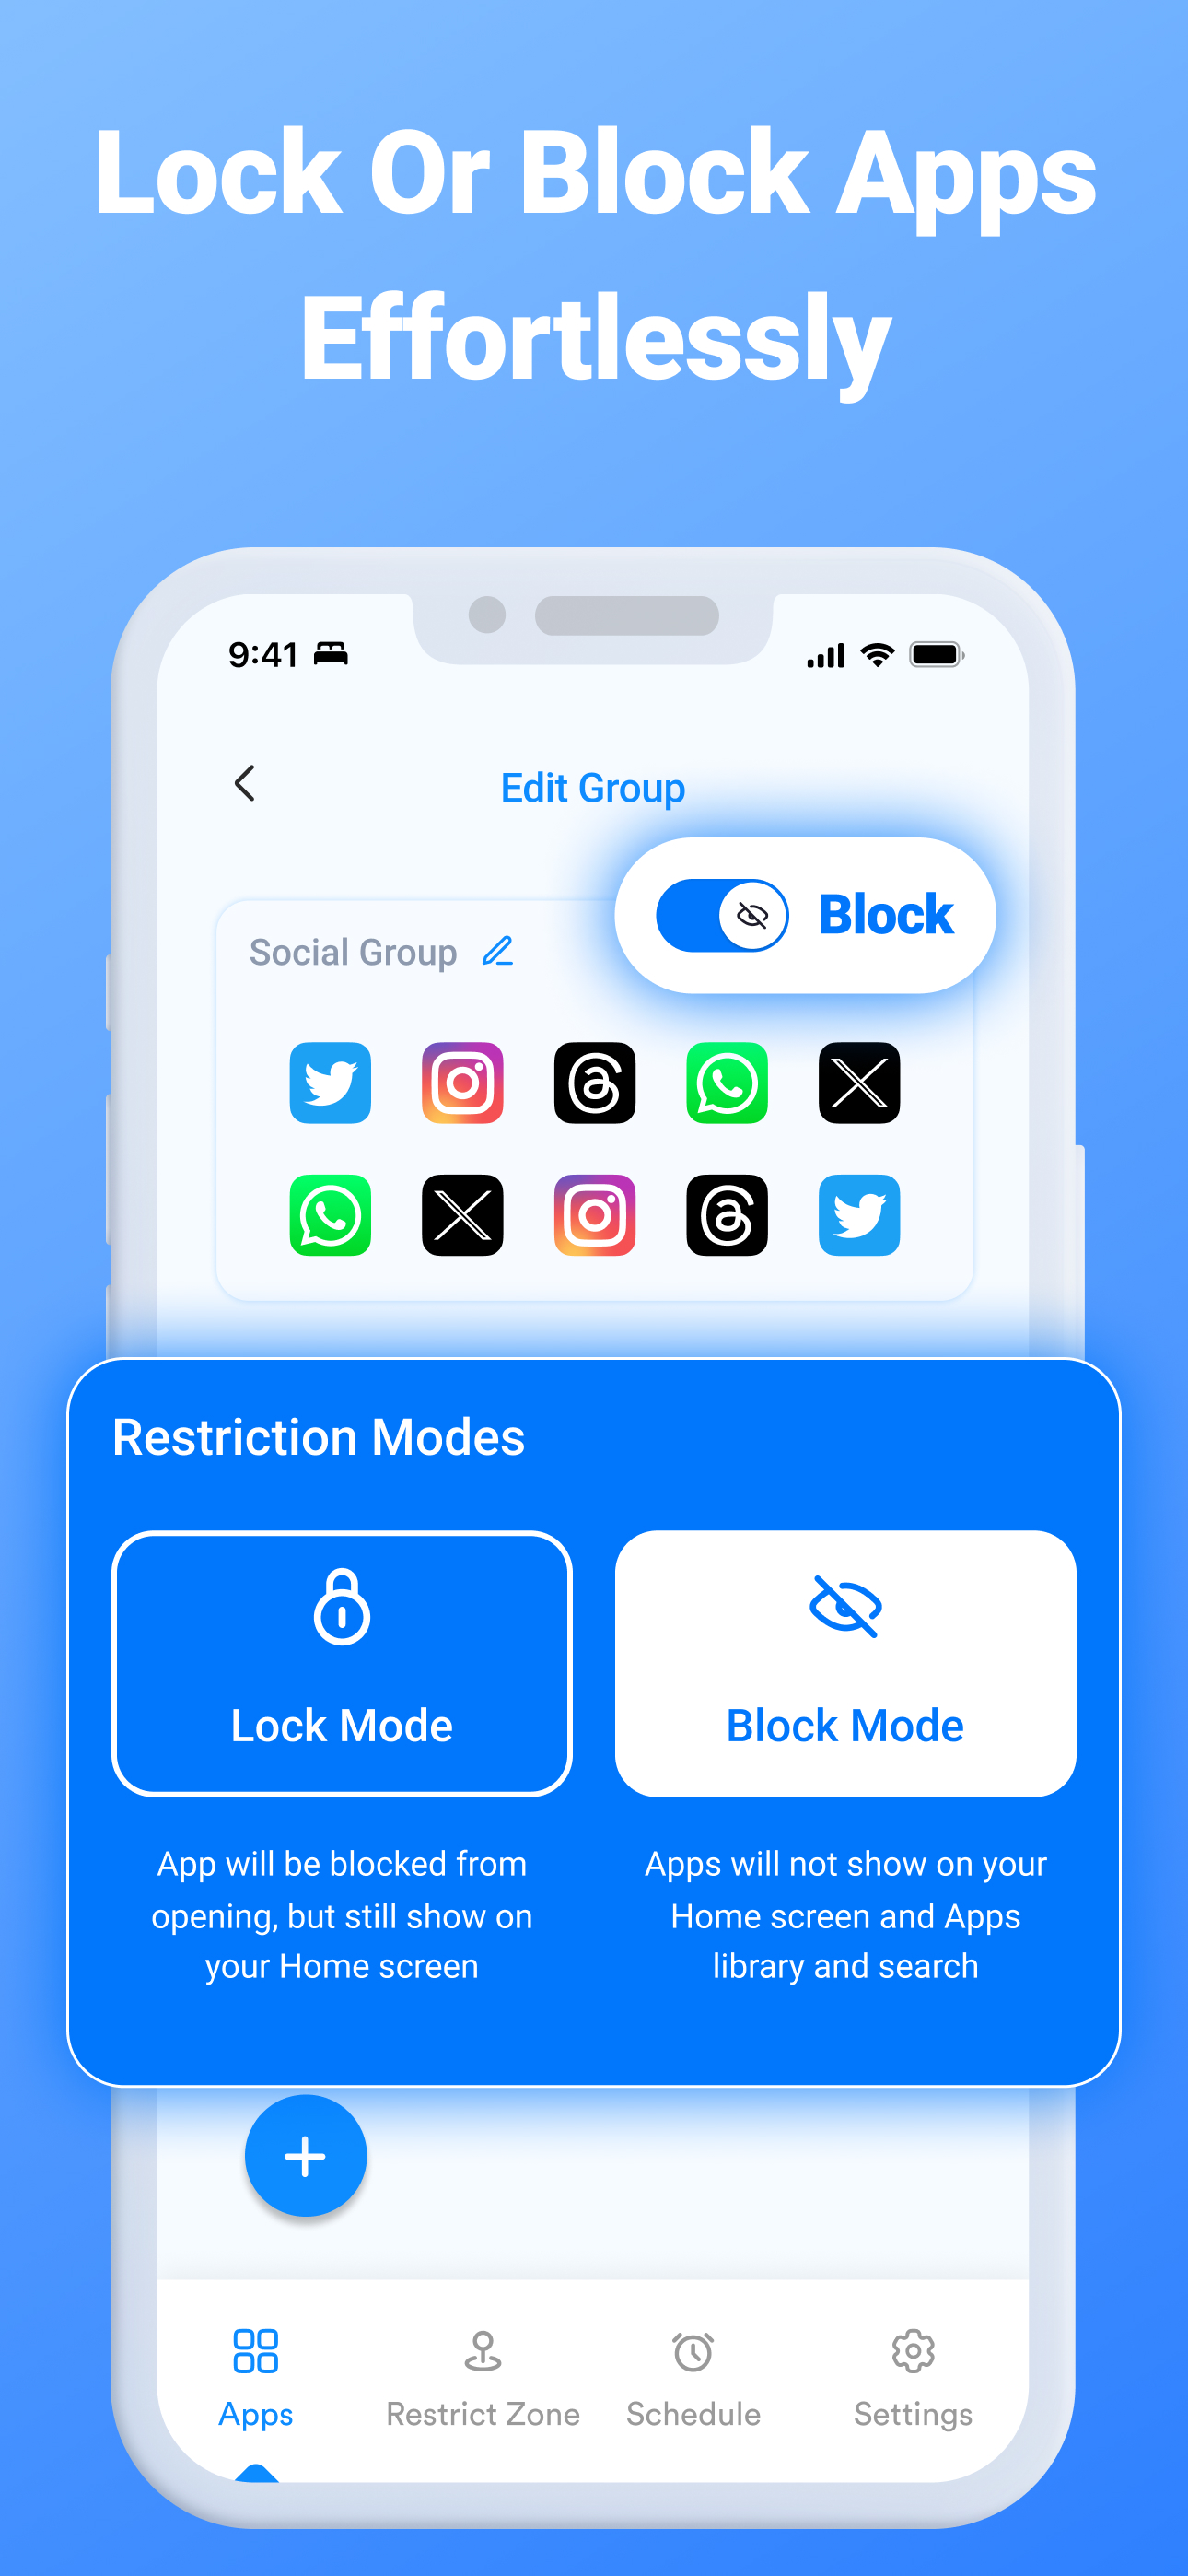 Lock Or Block Apps
Effortlessly
9:41
Edit Group
Block
Social Group
Restriction Modes
Lock Mode
Block Mode
App will be blocked from
opening, but still show on
your Home screen
Apps will not show on your
Home screen and Apps
library and search
Apps
Restrict Zone
Schedule
Settings